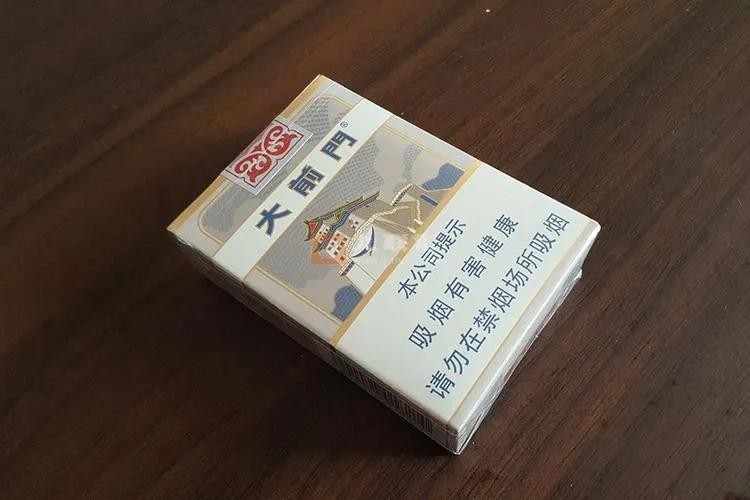 大前門®
本公司提示
吸烟有害健康
请勿在禁烟场所吸烟